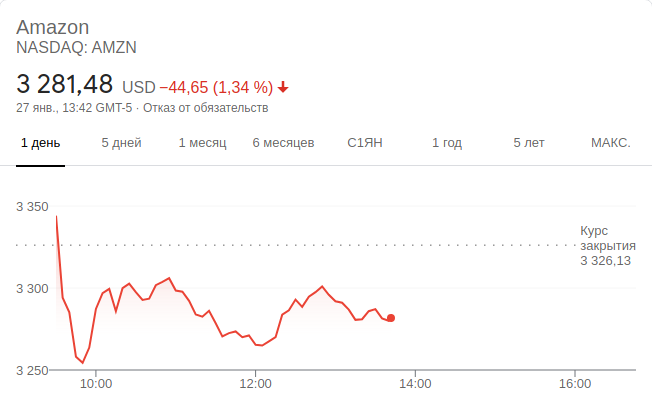 Amazon
NASDAQ: AMZN
3 281,48 USD −44,65 (1,34 %)
27 янв., 13:42 GMT-5 · Отказ от обязательств
1 день 5 дней 1 месяц 6 месяцев С1ЯН 1 год 5 лет МАКС.
3 350
Курс
закрытия
3 326,13
3 300
3 250
10:00 12:00 14:00 16:00